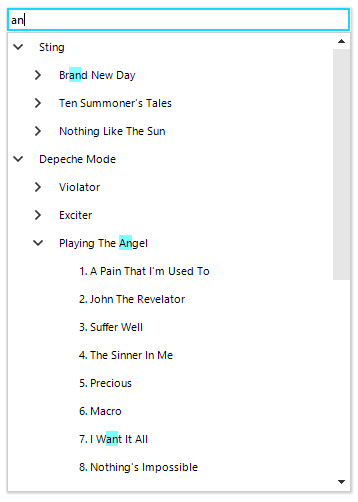 an
Sting
Brand New Day
Ten Summoner's Tales
Nothing Like The Sun
Depeche Mode
Violator
Exciter
Playing The Angel
1. A Pain That I'm Used To
2. John The Revelator
3. Suffer Well
4. The Sinner In Me
5. Precious
6. Macro
7. I Want It All
8. Nothing's Impossible